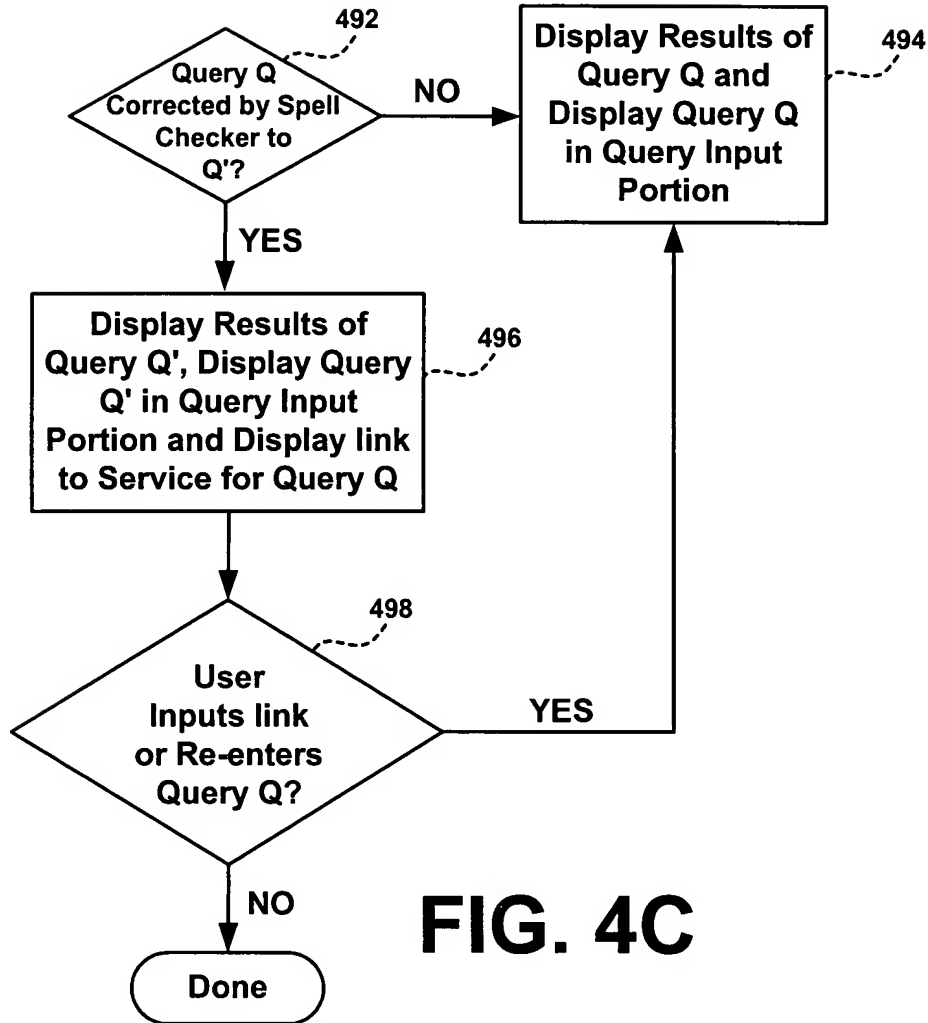 492
Query Q
Corrected by Spell
Checker to
Q'?
NO
Display Results of
Query Q and
Display Query Q
in Query Input
Portion
494
YES
Display Results of
Query Q', Display Query
Q' in Query Input
Portion and Display link
to Service for Query Q
496
498
User
Inputs link
or Re-enters
Query Q?
YES
NO
Done
FIG. 4C